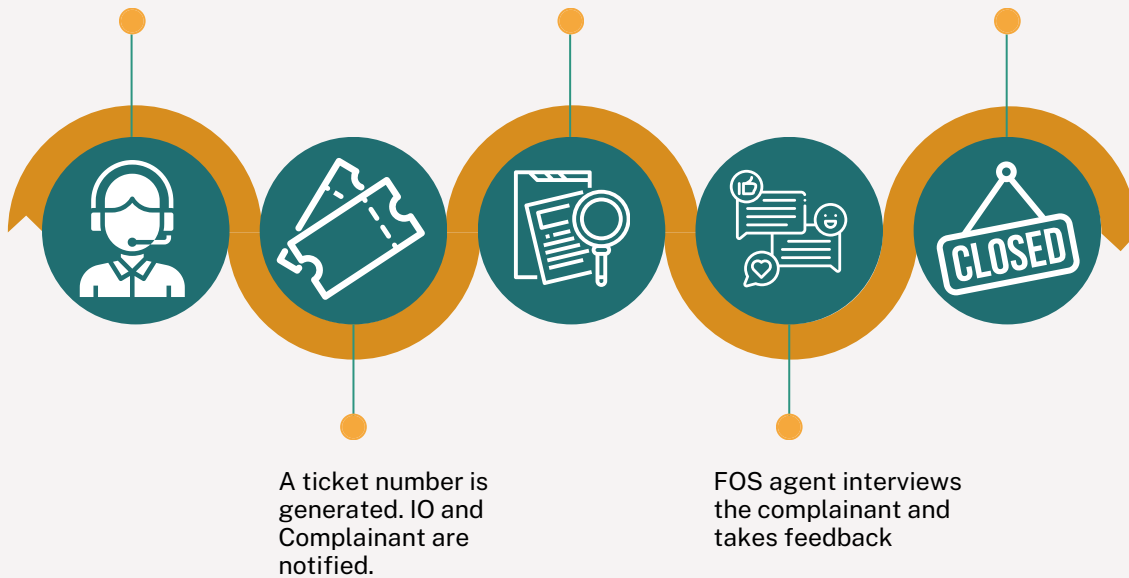 CLOSED
A ticket number is
generated. IO and
Complainant are
notified.
FOS agent interviews
the complainant and
takes feedback